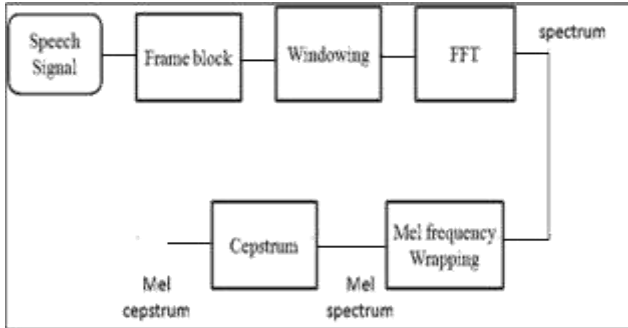 Speech
Signal
Frame block
Windowing
FFT
spectrum
Mel frequency
Wrapping
Mel
spectrum
Cepstrum
Mel
cepstrum